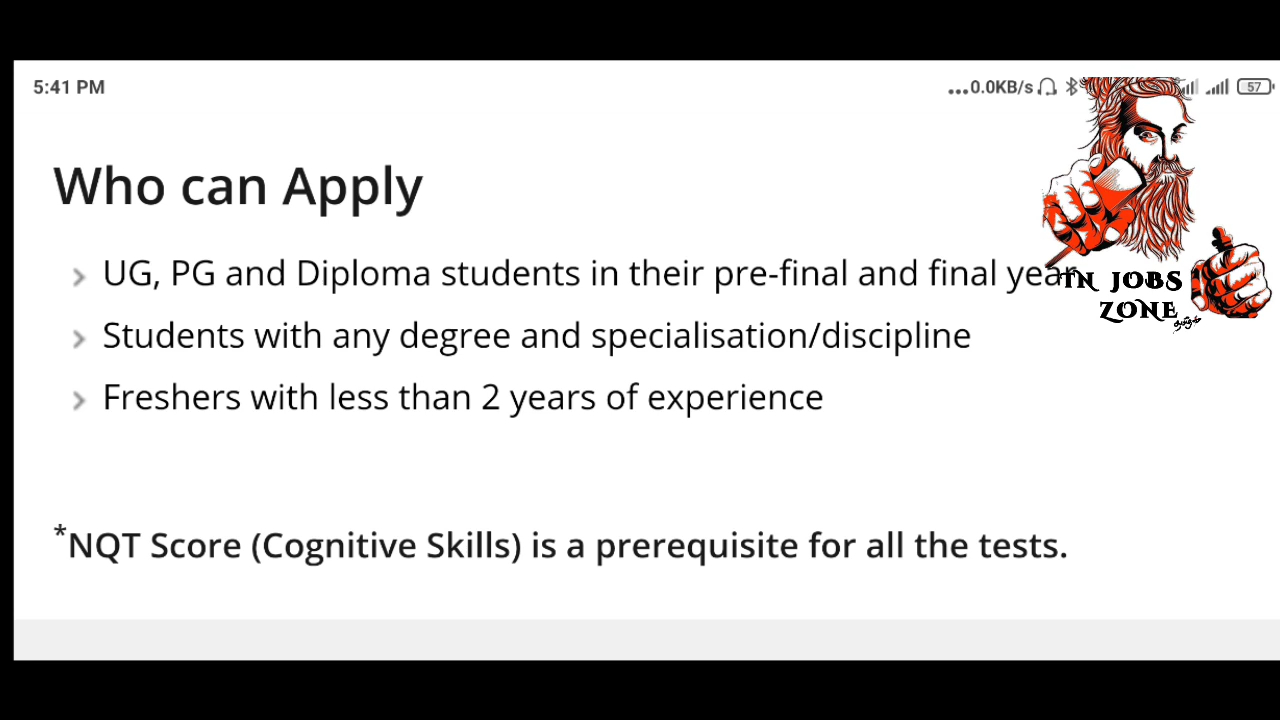 5:41 PM
...0.0KB/s
57
Who can Apply
UG, PG and Diploma students in their pre-final and final year
Students with any degree and specialisation/discipline
Freshers with less than 2 years of experience
*NQT Score (Cognitive Skills) is a prerequisite for all the tests.
TN JOBS
ZONE
தமிழ்